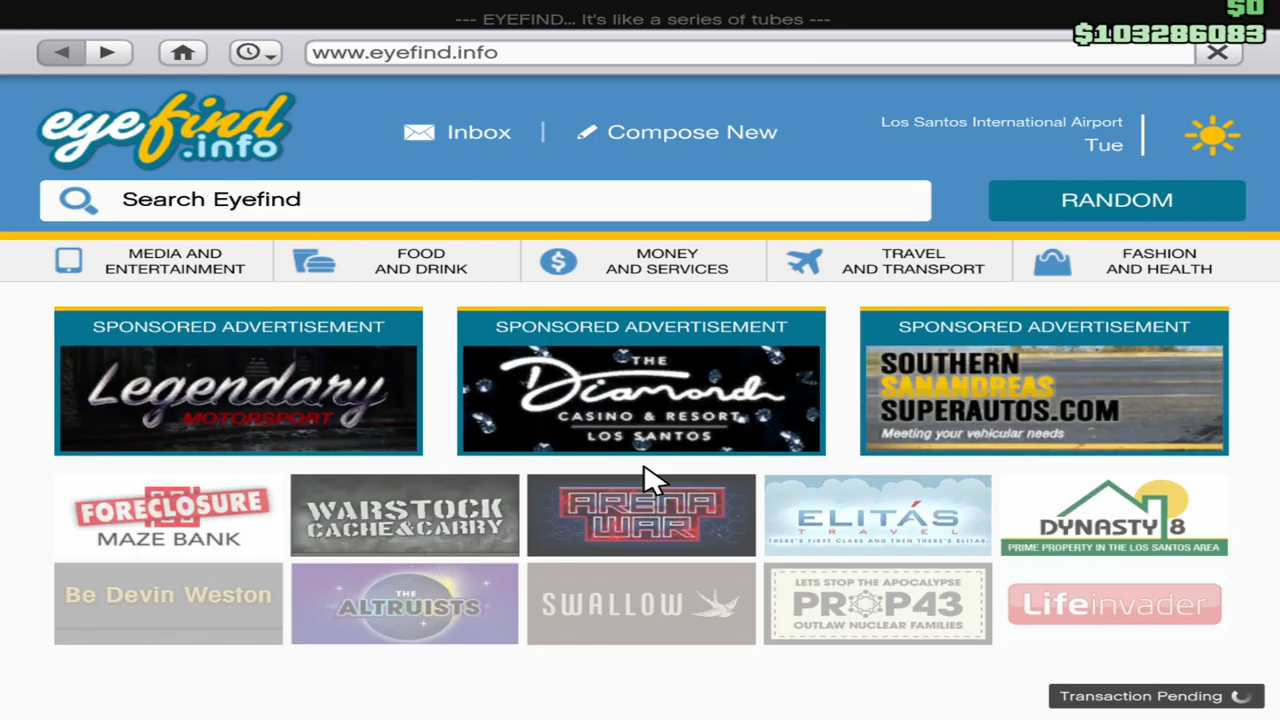 --- EYEFIND... It's like a series of tubes ---
$0
$103286083
www.eyefind.info
eyefind
.info
Inbox
Compose New
Los Santos International Airport
Tue
Search Eyefind
RANDOM
MEDIA AND
ENTERTAINMENT
FOOD
AND DRINK
MONEY
AND SERVICES
TRAVEL
AND TRANSPORT
FASHION
AND HEALTH
SPONSORED ADVERTISEMENT
Legendary
MOTORSPORT
SPONSORED ADVERTISEMENT
THE
Diamond
CASINO & RESORT
LOS SANTOS
SPONSORED ADVERTISEMENT
SOUTHERN
SANANDREAS
SUPERAUTOS.COM
Meeting your vehicular needs
FORECLOSURE
MAZE BANK
WARSTOCK
CACHE&CARRY
ARENA
WAR
ELITÁS
TRAVEL
THERE'S FIRST CLASS AND THEN THERE'S ELITAS
DYNASTY 8
PRIME PROPERTY IN THE LOS SANTOS AREA
Be Devin Weston
THE
ALTRUISTS
SWALLOW
LETS STOP THE APOCALYPSE
PROP43
OUTLAW NUCLEAR FAMILIES
Lifeinvader
Transaction Pending